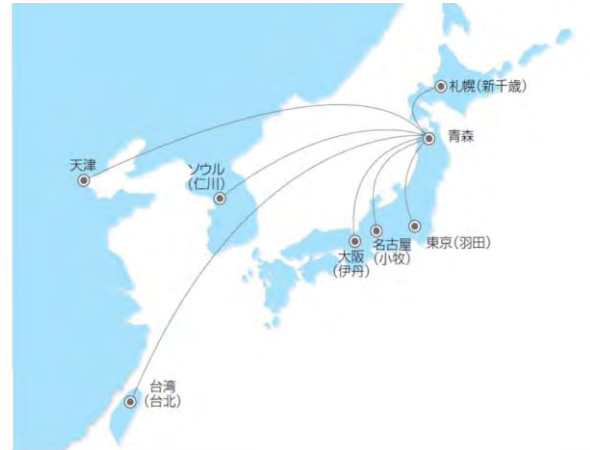 札幌(新千歳)
青森
天津
ソウル
(仁川)
東京(羽田)
名古屋
(小牧)
大阪
(伊丹)
台湾
(台北)